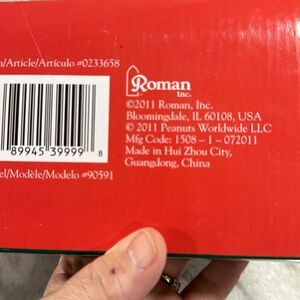 /Article/Artículo #0233658
Roman
Inc.
©2011 Roman, Inc.
Bloomingdale, IL 60108, USA
© 2011 Peanuts Worldwide LLC
Mfg Code: 1508 – 1 – 072011
Made in Hui Zhou City,
Guangdong, China
89945 39999 8
/Modèle/Modelo #90591